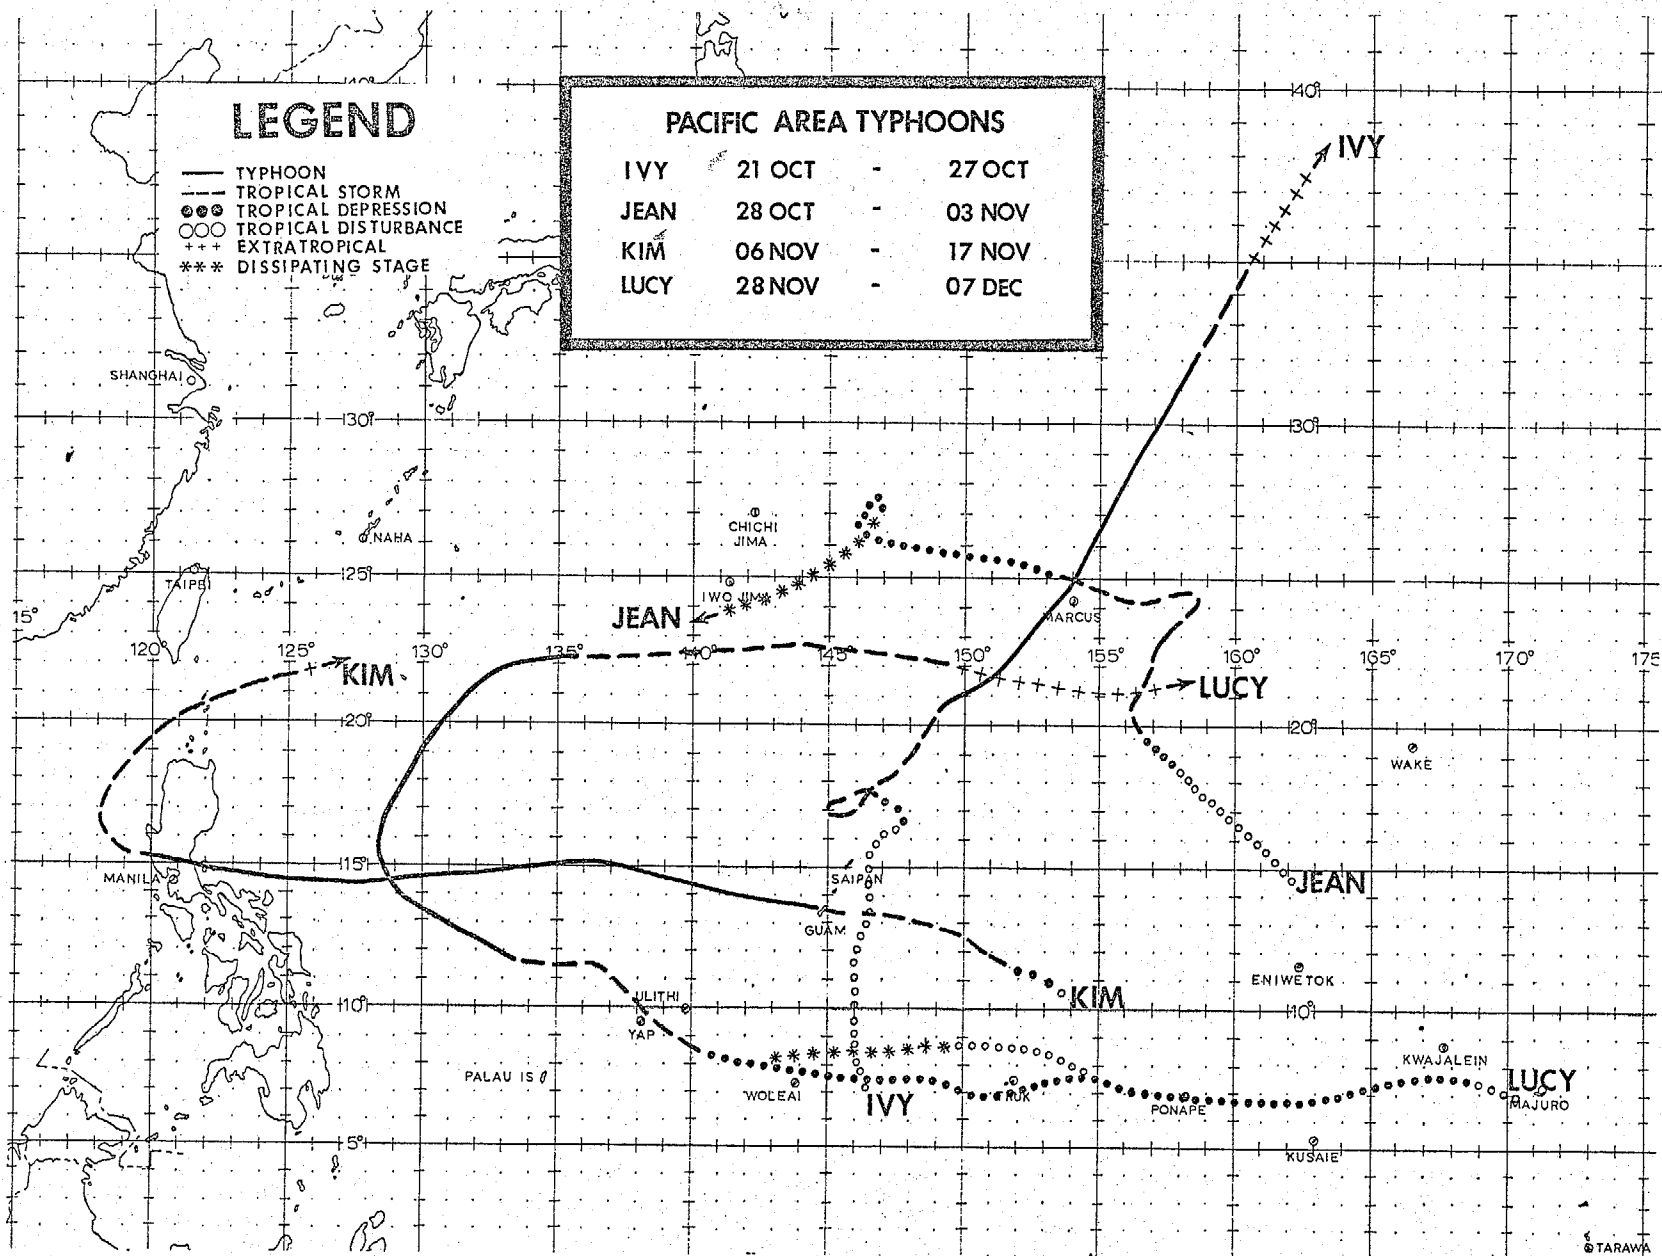 40°
40°
LEGEND
TYPHOON
TROPICAL STORM
TROPICAL DEPRESSION
TROPICAL DISTURBANCE
EXTRATROPICAL
DISSIPATING STAGE
PACIFIC AREA TYPHOONS
IVY 21 OCT - 27 OCT
JEAN 28 OCT - 03 NOV
KIM 06 NOV - 17 NOV
LUCY 28 NOV - 07 DEC
IVY
SHANGHAI
30°
30°
NAHA
CHICHI
JIMA
TAIPEI
25°
IWO JIMA
15°
JEAN
MARCUS
120° 125° 130° 135° 140° 145° 150° 155° 160° 165° 170° 175
KIM
LUCY
20°
20°
WAKE
15°
MANILA
SAIPAN
JEAN
GUAM
ENIWETOK
ULITHI
KIM
10°
10°
YAP
KWAJALEIN
PALAU IS
LUCY
WOLEAI
TRUK
IVY
PONAPE
MAJURO
5°
KUSAIE
TARAWA